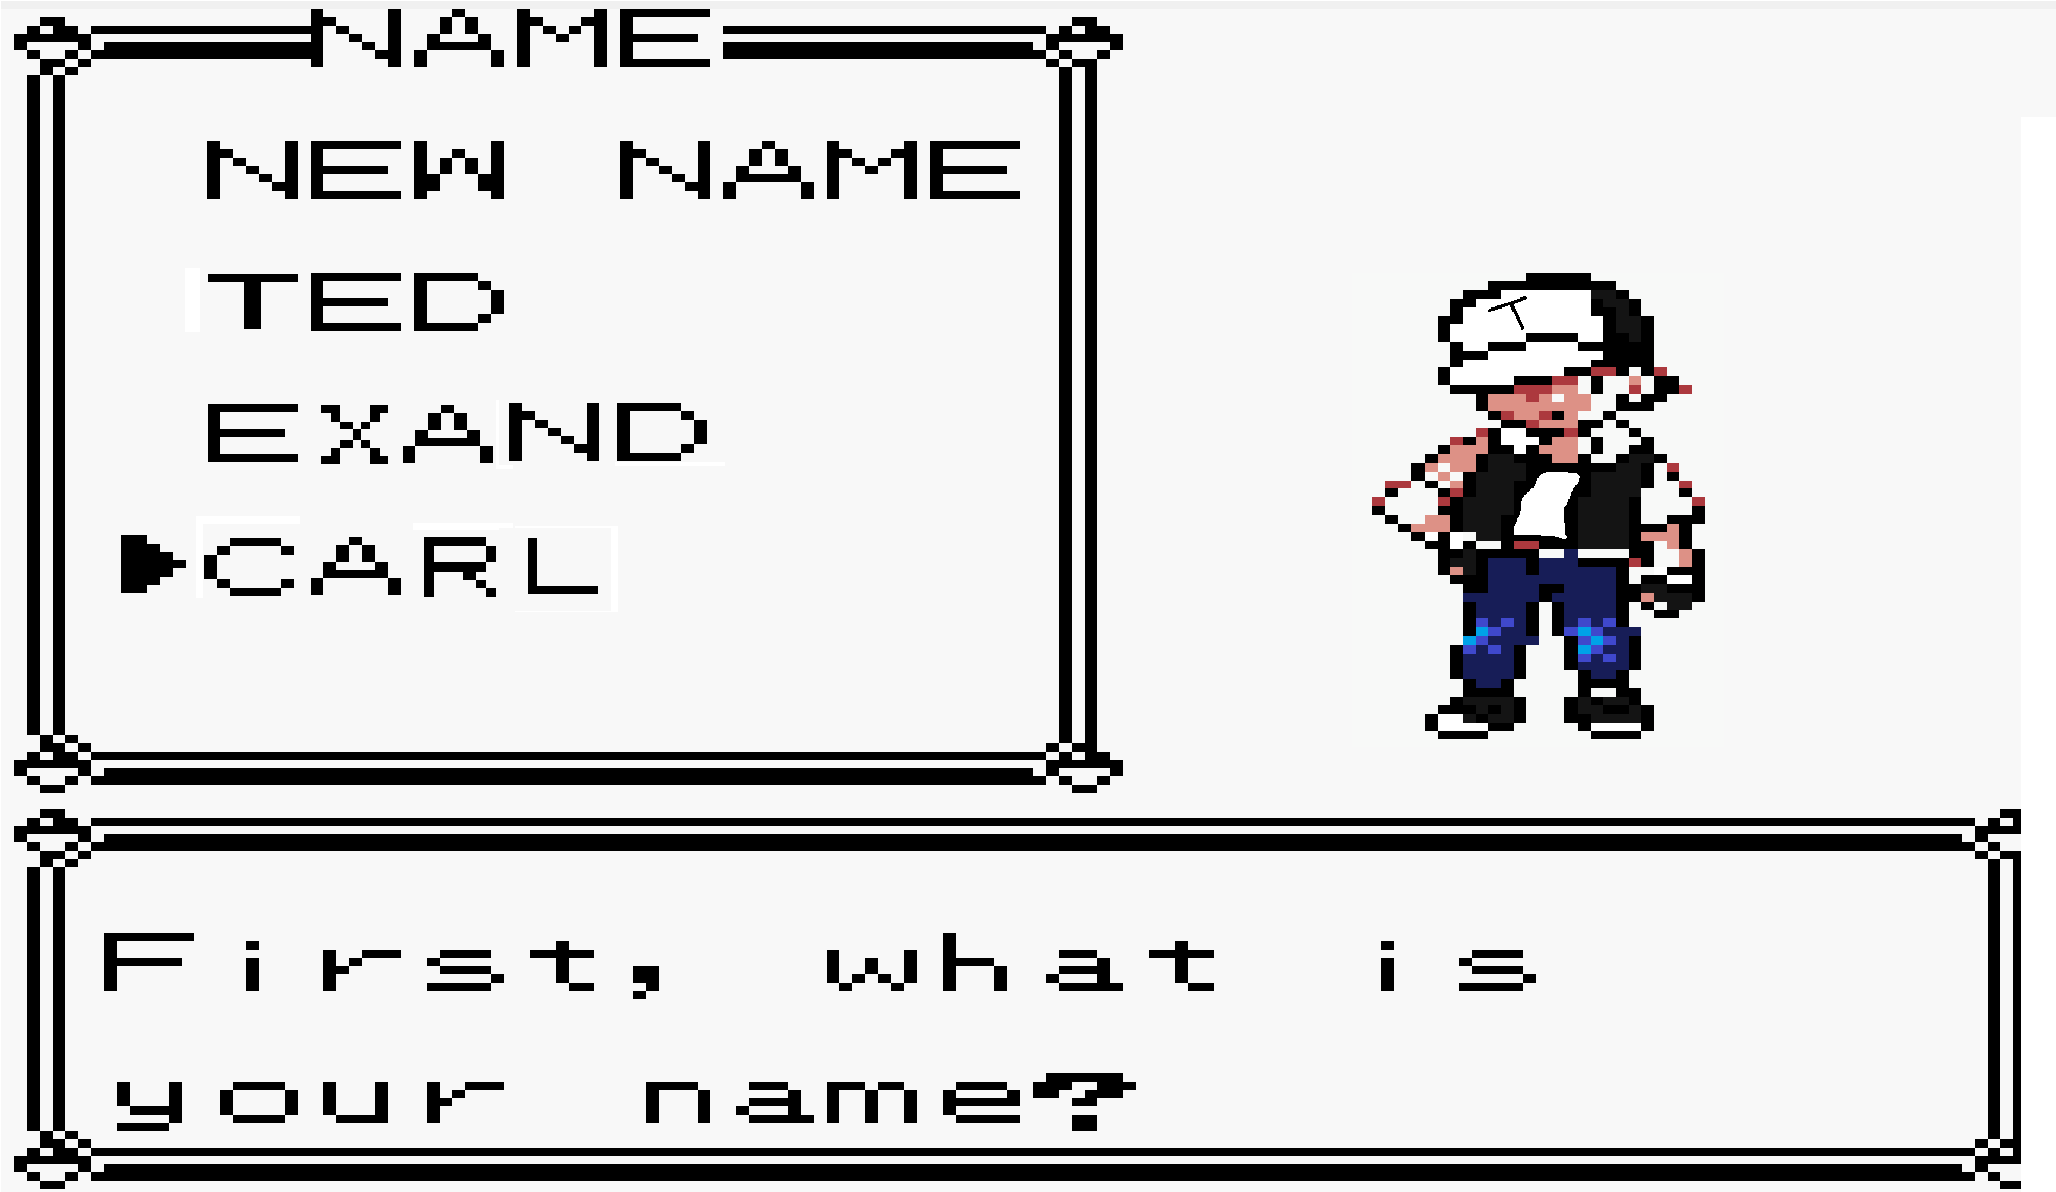 NAME
NEW NAME
TED
EXAND
▶CARL
T
First, what is
your name?